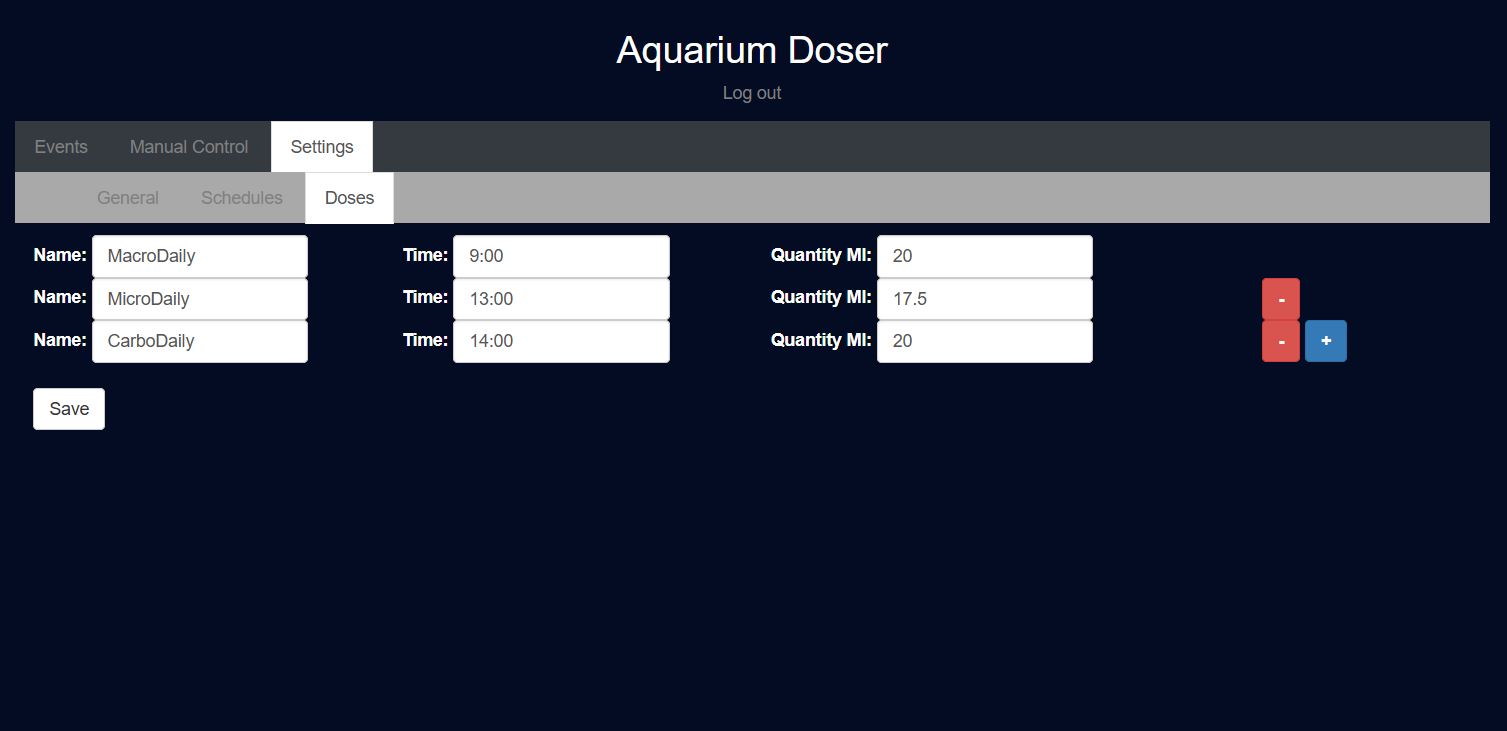 Aquarium Doser
Log out
Events Manual Control Settings
General Schedules Doses
Name: MacroDaily Time: 9:00 Quantity Ml: 20
Name: MicroDaily Time: 13:00 Quantity Ml: 17.5 -
Name: CarboDaily Time: 14:00 Quantity Ml: 20 - +
Save